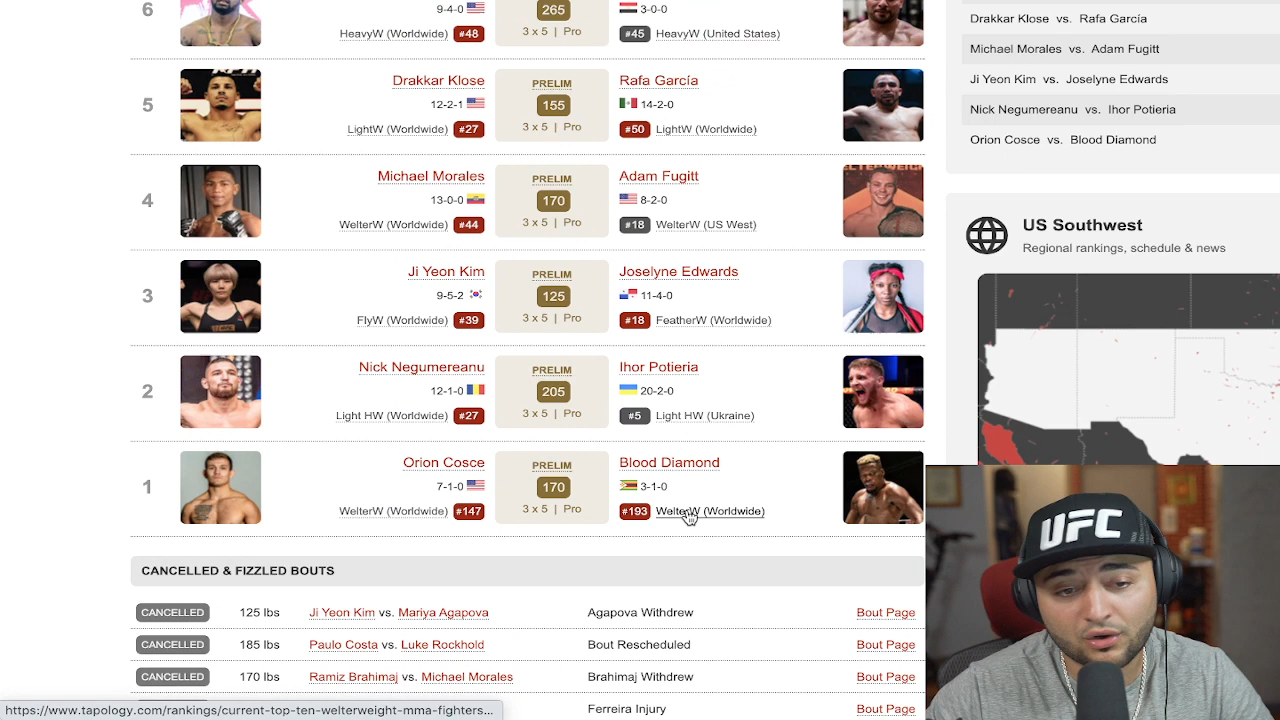 6
9-4-0
265
3-0-0
HeavyW (Worldwide) #48
3 x 5 | Pro
#45 HeavyW (United States)
5
Drakkar Klose
PRELIM
Rafa García
12-2-1
155
14-2-0
LightW (Worldwide) #27
3 x 5 | Pro
#50 LightW (Worldwide)
4
Michael Morales
PRELIM
Adam Fugitt
13-0-0
170
8-2-0
WelterW (Worldwide) #44
3 x 5 | Pro
#18 WelterW (US West)
3
Ji Yeon Kim
PRELIM
Joselyne Edwards
9-5-2
125
11-4-0
FlyW (Worldwide) #39
3 x 5 | Pro
#18 FeatherW (Worldwide)
2
Nick Negumereanu
PRELIM
Ihor Potieria
12-1-0
205
20-2-0
Light HW (Worldwide) #27
3 x 5 | Pro
#5 Light HW (Ukraine)
1
Orion Cosce
PRELIM
Blood Diamond
7-1-0
170
3-1-0
WelterW (Worldwide) #147
3 x 5 | Pro
#193 WelterW (Worldwide)
CANCELLED & FIZZLED BOUTS
CANCELLED 125 lbs Ji Yeon Kim vs. Mariya Agapova Agapova Withdrew Bout Page
CANCELLED 185 lbs Paulo Costa vs. Luke Rockhold Bout Rescheduled Bout Page
CANCELLED 170 lbs Ramiz Brahimaj vs. Michael Morales Brahimaj Withdrew Bout Page
Ferreira Injury Bout Page
https://www.tapology.com/rankings/current-top-ten-welterweight-mma-fighters...
Drakkar Klose vs. Rafa García
Michael Morales vs. Adam Fugitt
Ji Yeon Kim vs. Joselyne Edwards
Nick Negumereanu vs. Ihor Potieria
Orion Cosce vs. Blood Diamond
US Southwest
Regional rankings, schedule & news
UFC